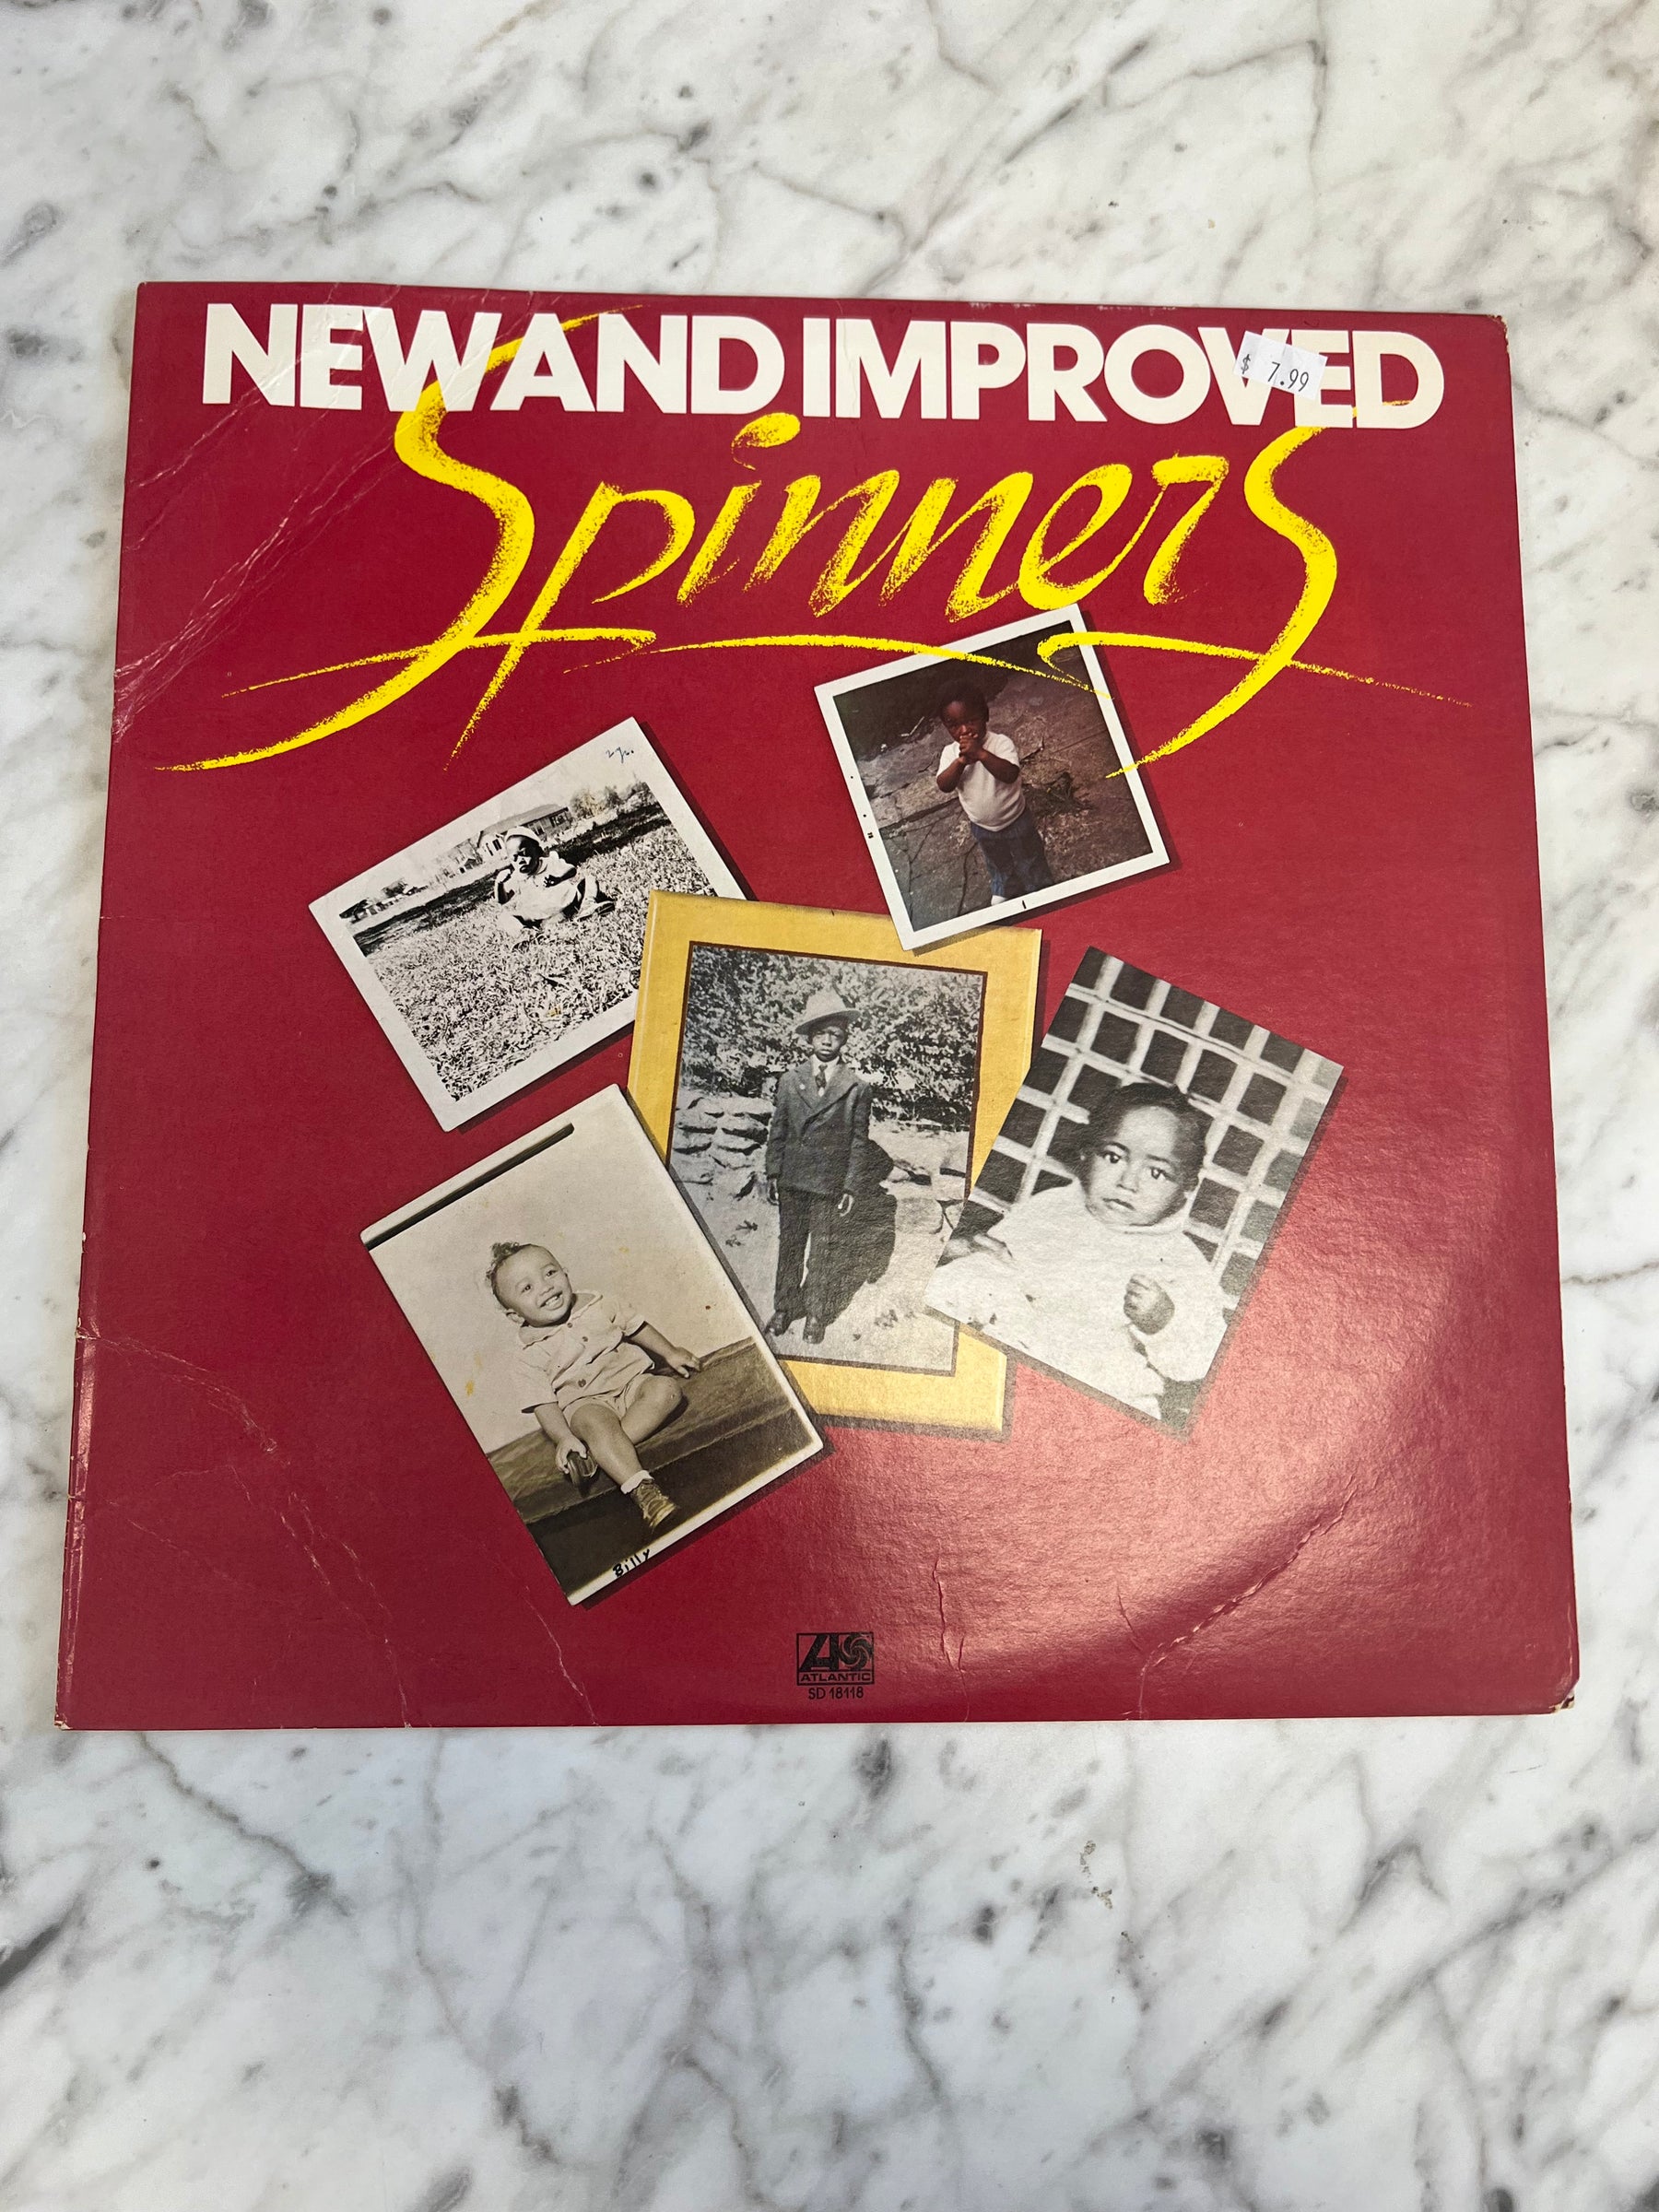 NEW AND IMPROVED
$ 7.99
Spinners
Billy
ATLANTIC
SD 18118